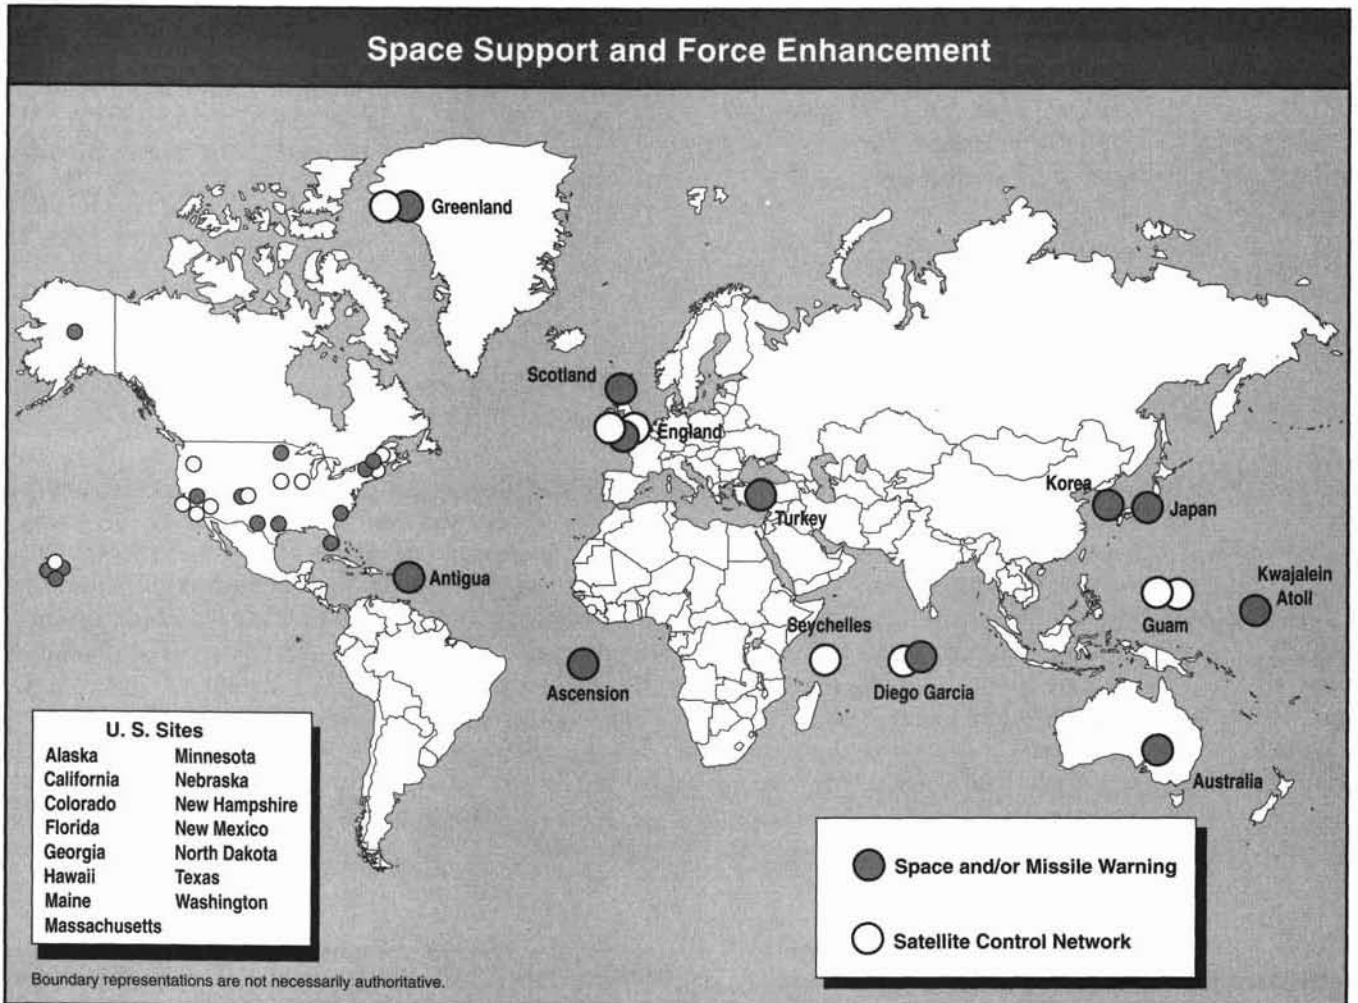 Space Support and Force Enhancement
Greenland
Scotland
England
Korea
Japan
Turkey
Antigua
Kwajalein
Atoll
Guam
Seychelles
Ascension
Diego Garcia
Australia
U. S. Sites
Alaska Minnesota
California Nebraska
Colorado New Hampshire
Florida New Mexico
Georgia North Dakota
Hawaii Texas
Maine Washington
Massachusetts
Space and/or Missile Warning
Satellite Control Network
Boundary representations are not necessarily authoritative.